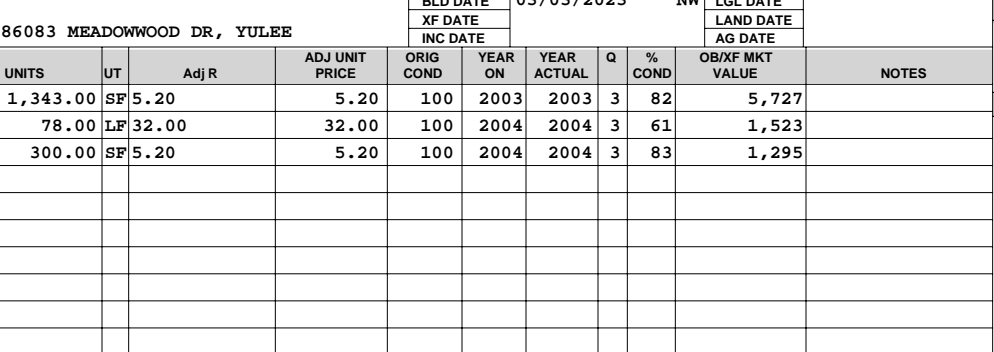 BLD DATE 03/03/2023 NW LGL DATE
XF DATE LAND DATE
86083 MEADOWWOOD DR, YULEE
INC DATE AG DATE
UNITS UT Adj R ADJ UNIT PRICE ORIG COND YEAR ON YEAR ACTUAL Q % COND OB/XF MKT VALUE NOTES
1,343.00 SF 5.20 5.20 100 2003 2003 3 82 5,727
78.00 LF 32.00 32.00 100 2004 2004 3 61 1,523
300.00 SF 5.20 5.20 100 2004 2004 3 83 1,295